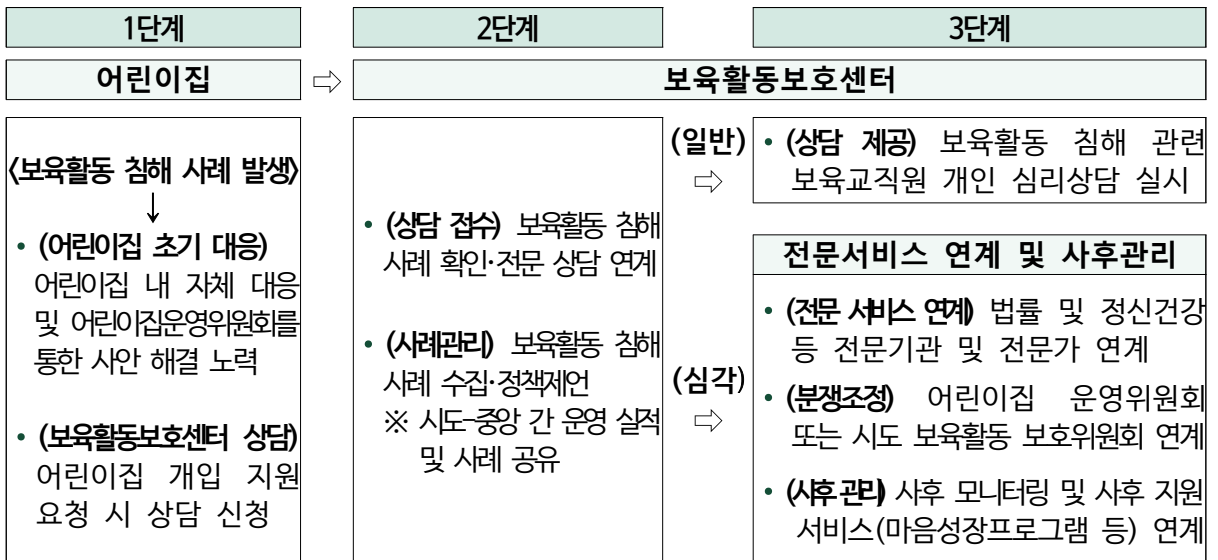 1단계
2단계
3단계
어린이집
⇨
보육활동보호센터
〈보육활동 침해 사례 발생〉
↓
• (어린이집 초기 대응)
어린이집 내 자체 대응
및 어린이집운영위원회를
통한 사안 해결 노력
• (보육활동보호센터 상담)
어린이집 개입 지원
요청 시 상담 신청
• (상담 접수) 보육활동 침해
사례 확인·전문 상담 연계
• (사례관리) 보육활동 침해
사례 수집·정책제언
※ 시도-중앙 간 운영 실적
및 사례 공유
(일반)
⇨
• (상담 제공) 보육활동 침해 관련
보육교직원 개인 심리상담 실시
(심각)
⇨
전문서비스 연계 및 사후관리
• (전문 서비스 연계) 법률 및 정신건강
등 전문기관 및 전문가 연계
• (분쟁조정) 어린이집 운영위원회
또는 시도 보육활동 보호위원회 연계
• (사후 관리) 사후 모니터링 및 사후 지원
서비스(마음성장프로그램 등) 연계